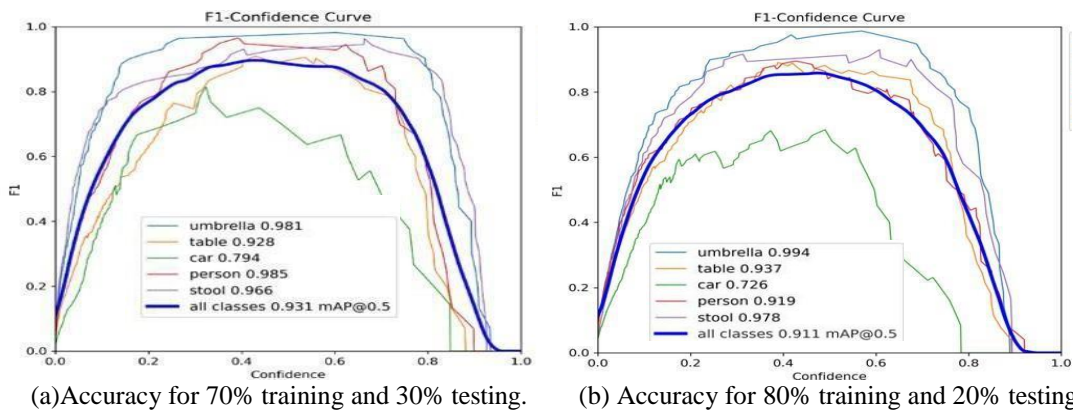 F1-Confidence Curve
F1
1.0
0.8
0.6
0.4
0.2
0.0
umbrella 0.981
table 0.928
car 0.794
person 0.985
stool 0.966
all classes 0.931 mAP@0.5
0.0 0.2 0.4 0.6 0.8 1.0
Confidence
(a)Accuracy for 70% training and 30% testing.
F1-Confidence Curve
F1
1.0
0.8
0.6
0.4
0.2
0.0
umbrella 0.994
table 0.937
car 0.726
person 0.919
stool 0.978
all classes 0.911 mAP@0.5
0.0 0.2 0.4 0.6 0.8 1.0
Confidence
(b) Accuracy for 80% training and 20% testing